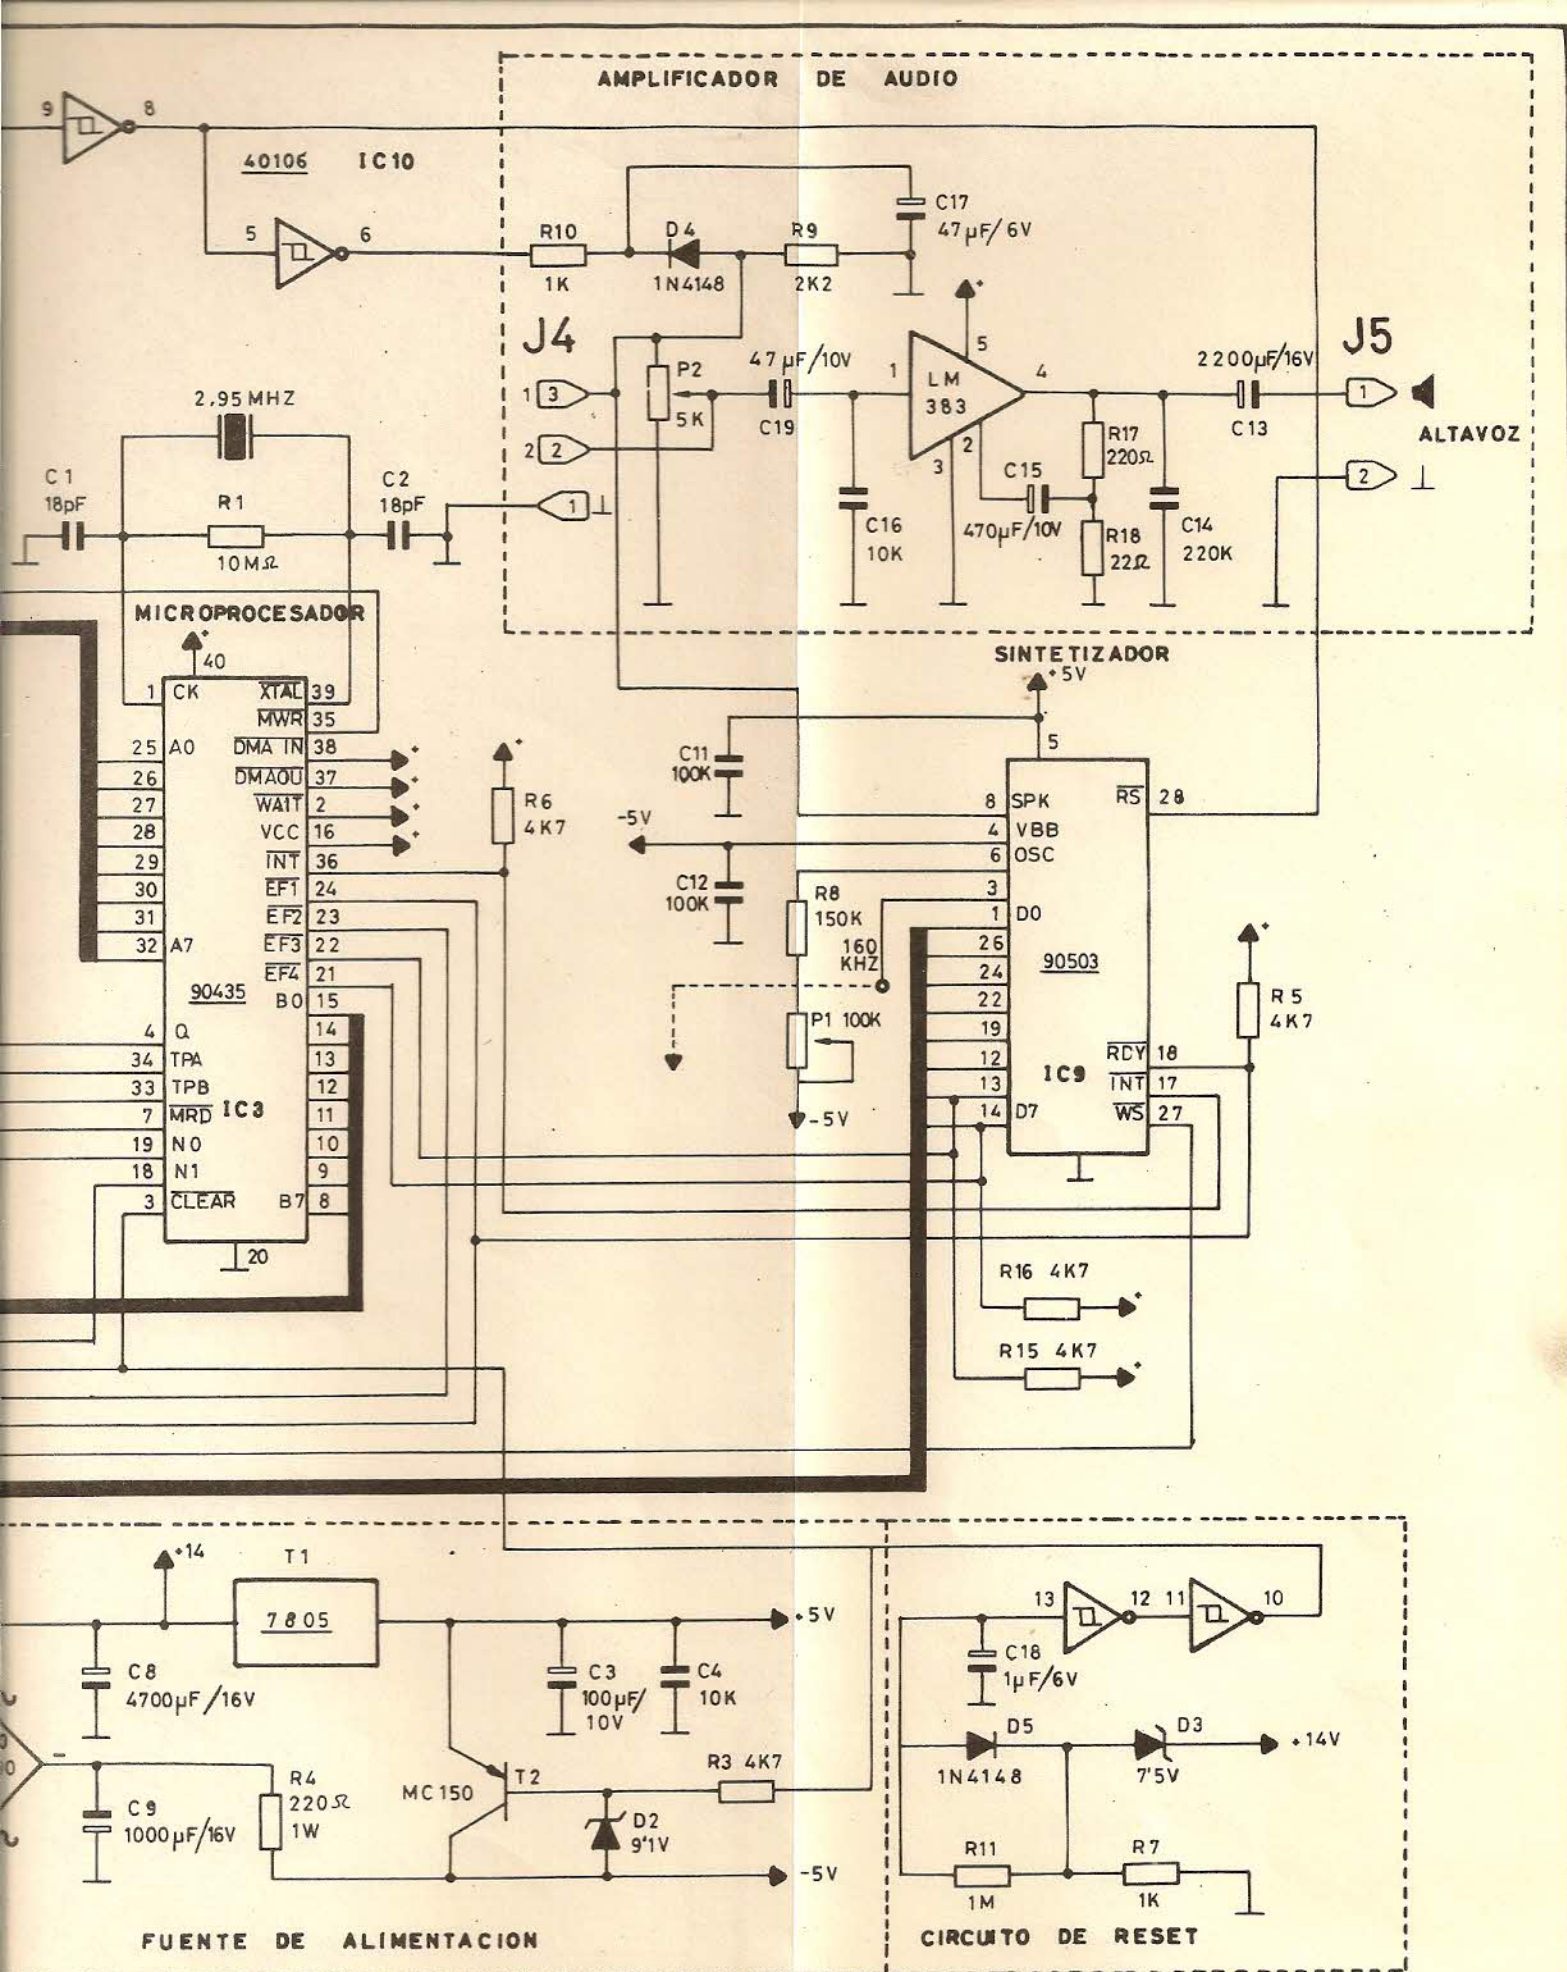 AMPLIFICADOR DE AUDIO
9
8
40106 IC10
5
6
R10
1K
D4
1N4148
R9
2K2
C17
47µF/6V
J4
1 3
2 2
1 ⊥
P2
5K
47µF/10V
C19
1
LM
383
+
5
4
2
3
C15
470µF/10V
C16
10K
R17
220Ω
R18
22Ω
C14
220K
2200µF/16V
C13
J5
1
ALTAVOZ
2 ⊥
2,95 MHZ
C1
18pF
R1
10MΩ
C2
18pF
MICROPROCESADOR
+
40
1 CK
XTAL 39
MWR 35
25 A0
DMA IN 38 +
26
DMAOU 37 +
27
WAIT 2 +
28
VCC 16 +
29
INT 36
30
EF1 24
31
EF2 23
32 A7
EF3 22
EF4 21
90435
B0 15
4 Q
14
34 TPA
13
33 TPB
12
7 MRD IC3
11
19 N0
10
18 N1
9
3 CLEAR
B7 8
20
+
R6
4K7
SINTETIZADOR
+5V
5
C11
100K
-5V
C12
100K
8 SPK
RS 28
4 VBB
6 OSC
3
1 D0
26
24
90503
22
19
12
13
14 D7
IC9
RDY 18
INT 17
WS 27
R8
150K
160
KHZ
P1 100K
-5V
+
R5
4K7
R16 4K7
+
R15 4K7
+
+14
T1
7805
+5V
C8
4700µF/16V
C3
100µF/
10V
C4
10K
-
C9
1000µF/16V
R4
220Ω
1W
MC150
T2
R3 4K7
D2
9'1V
-5V
FUENTE DE ALIMENTACION
13
12
11
10
C18
1µF/6V
D5
1N4148
D3
7'5V
+14V
R11
1M
R7
1K
CIRCUITO DE RESET